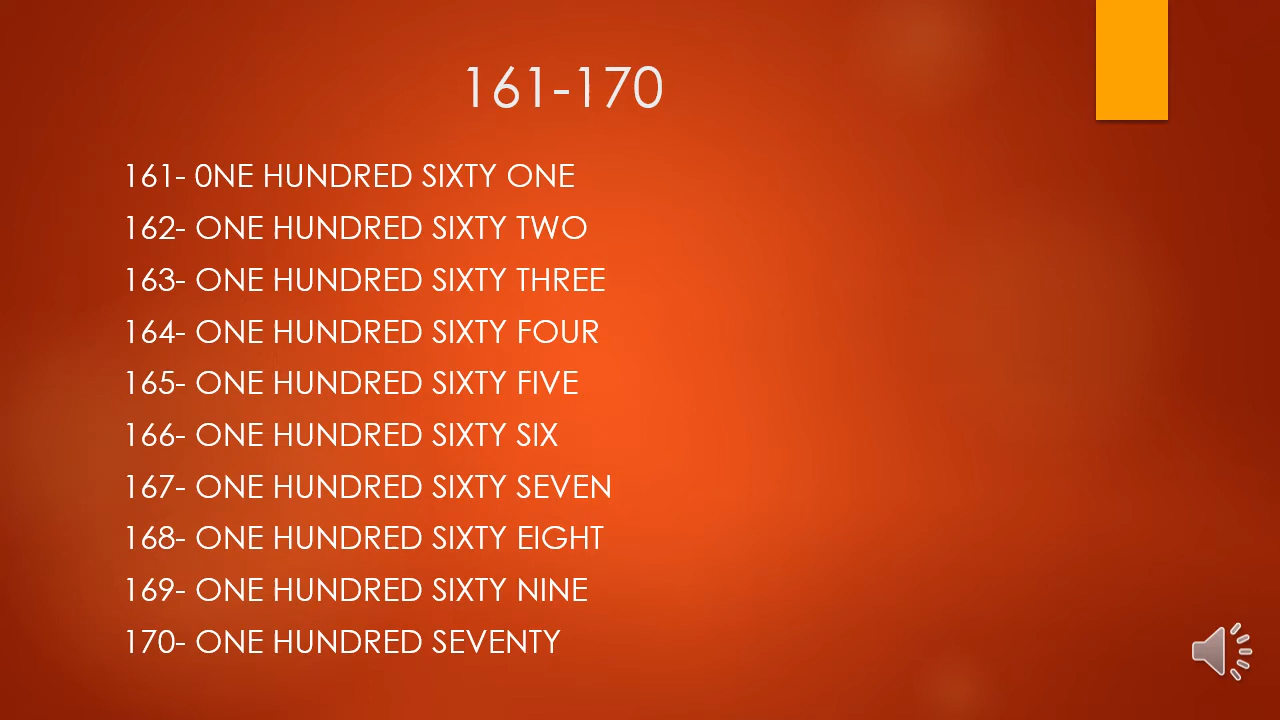 161-170
161- 0NE HUNDRED SIXTY ONE
162- ONE HUNDRED SIXTY TWO
163- ONE HUNDRED SIXTY THREE
164- ONE HUNDRED SIXTY FOUR
165- ONE HUNDRED SIXTY FIVE
166- ONE HUNDRED SIXTY SIX
167- ONE HUNDRED SIXTY SEVEN
168- ONE HUNDRED SIXTY EIGHT
169- ONE HUNDRED SIXTY NINE
170- ONE HUNDRED SEVENTY